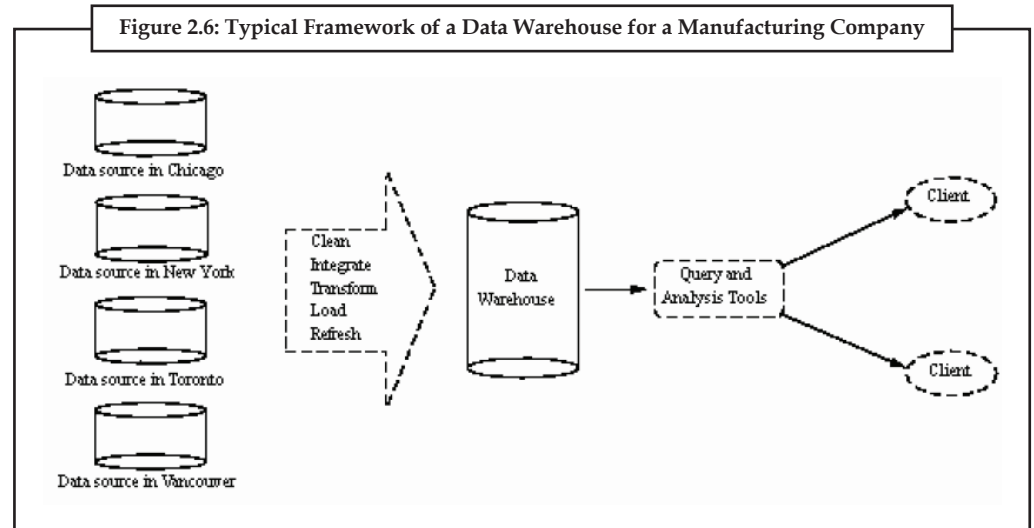 Figure 2.6: Typical Framework of a Data Warehouse for a Manufacturing Company
Data source in Chicago
Data source in New York
Data source in Toronto
Data source in Vancouver
Clean
Integrate
Transform
Load
Refresh
Data
Warehouse
Query and
Analysis Tools
Client
Client